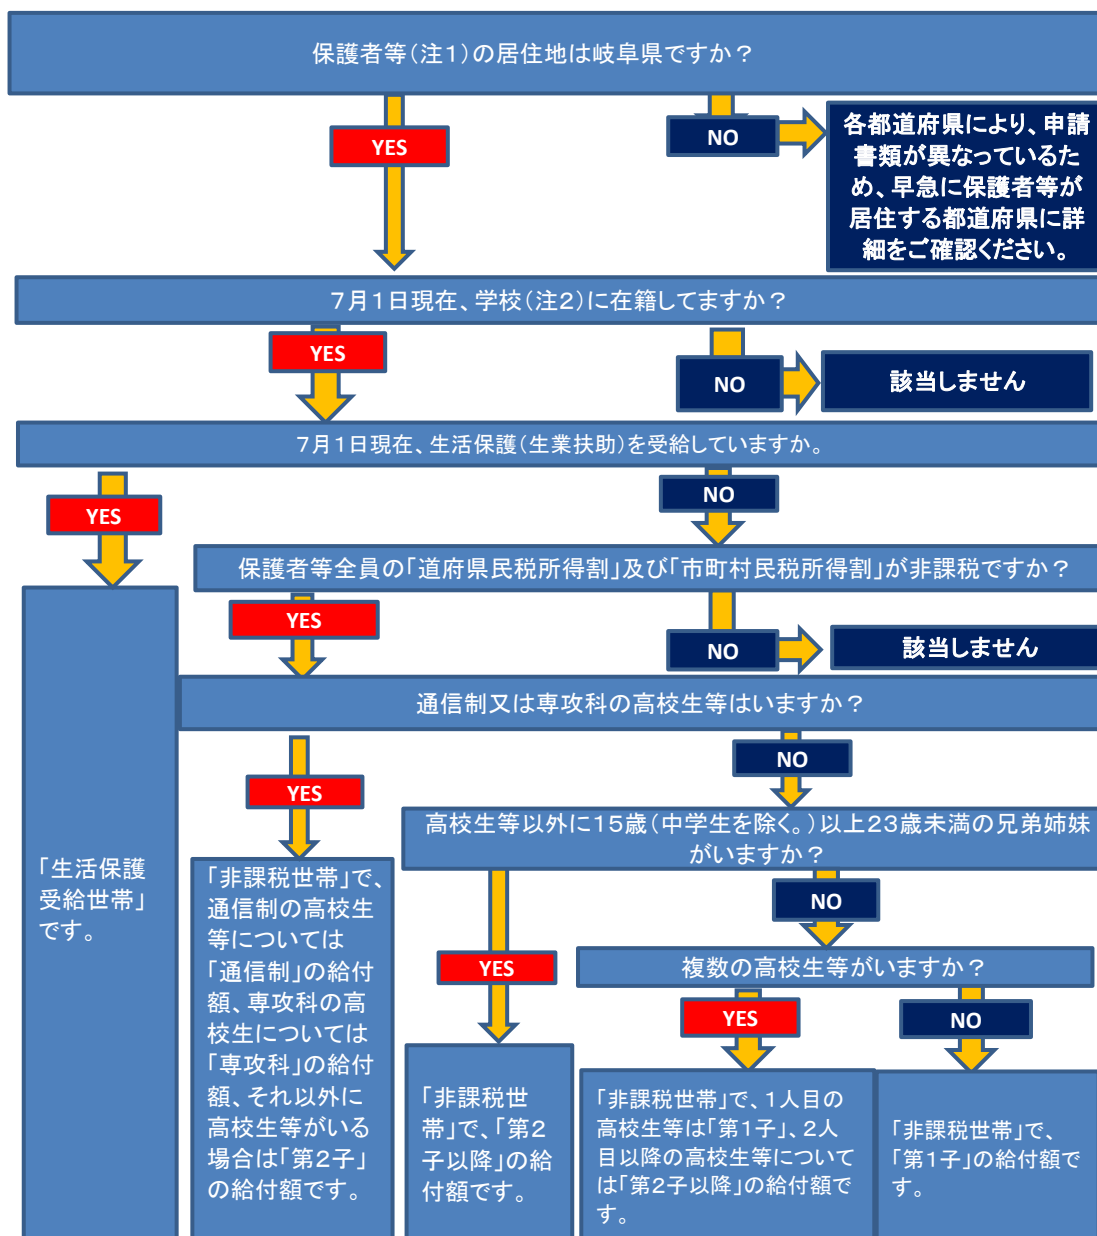 保護者等（注１）の居住地は岐阜県ですか？
YES
NO
各都道府県により、申請
書類が異なっているた
め、早急に保護者等が
居住する都道府県に詳
細をご確認ください。
７月１日現在、学校（注２）に在籍してますか？
YES
NO
該当しません
７月１日現在、生活保護（生業扶助）を受給していますか。
YES
NO
保護者等全員の「道府県民税所得割」及び「市町村民税所得割」が非課税ですか？
YES
NO
該当しません
通信制又は専攻科の高校生等はいますか？
YES
NO
高校生等以外に１５歳（中学生を除く。）以上２３歳未満の兄弟姉妹
がいますか？
YES
NO
複数の高校生等がいますか？
YES
NO
「生活保護
受給世帯」
です。
「非課税世帯」で、
通信制の高校生
等については
「通信制」の給付
額、専攻科の高
校生については
「専攻科」の給付
額、それ以外に
高校生等がいる
場合は「第２子」
の給付額です。
「非課税世
帯」で、「第２
子以降」の給
付額です。
「非課税世帯」で、１人目の
高校生等は「第１子」、２人
目以降の高校生等について
は「第２子以降」の給付額で
す。
「非課税世帯」で、
「第１子」の給付額で
す。